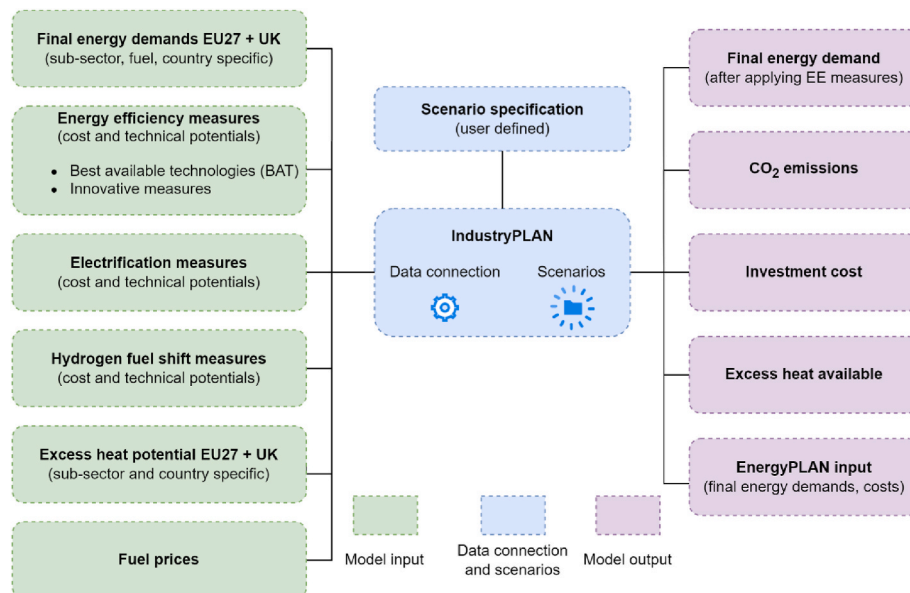 Final energy demands EU27 + UK
(sub-sector, fuel, country specific)
Energy efficiency measures
(cost and technical potentials)
• Best available technologies (BAT)
• Innovative measures
Electrification measures
(cost and technical potentials)
Hydrogen fuel shift measures
(cost and technical potentials)
Excess heat potential EU27 + UK
(sub-sector and country specific)
Fuel prices
Scenario specification
(user defined)
IndustryPLAN
Data connection
Scenarios
Final energy demand
(after applying EE measures)
CO₂ emissions
Investment cost
Excess heat available
EnergyPLAN input
(final energy demands, costs)
Model input
Data connection
and scenarios
Model output